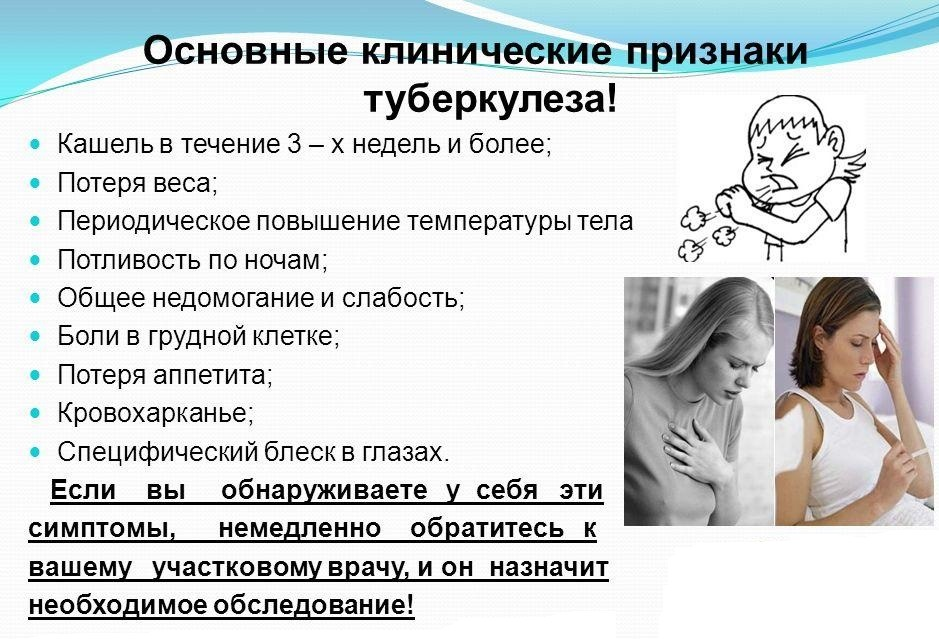 Основные клинические признаки
туберкулеза!
Кашель в течение 3 – х недель и более;
Потеря веса;
Периодическое повышение температуры тела
Потливость по ночам;
Общее недомогание и слабость;
Боли в грудной клетке;
Потеря аппетита;
Кровохарканье;
Специфический блеск в глазах.
Если вы обнаруживаете у себя эти
симптомы, немедленно обратитесь к
вашему участковому врачу, и он назначит
необходимое обследование!